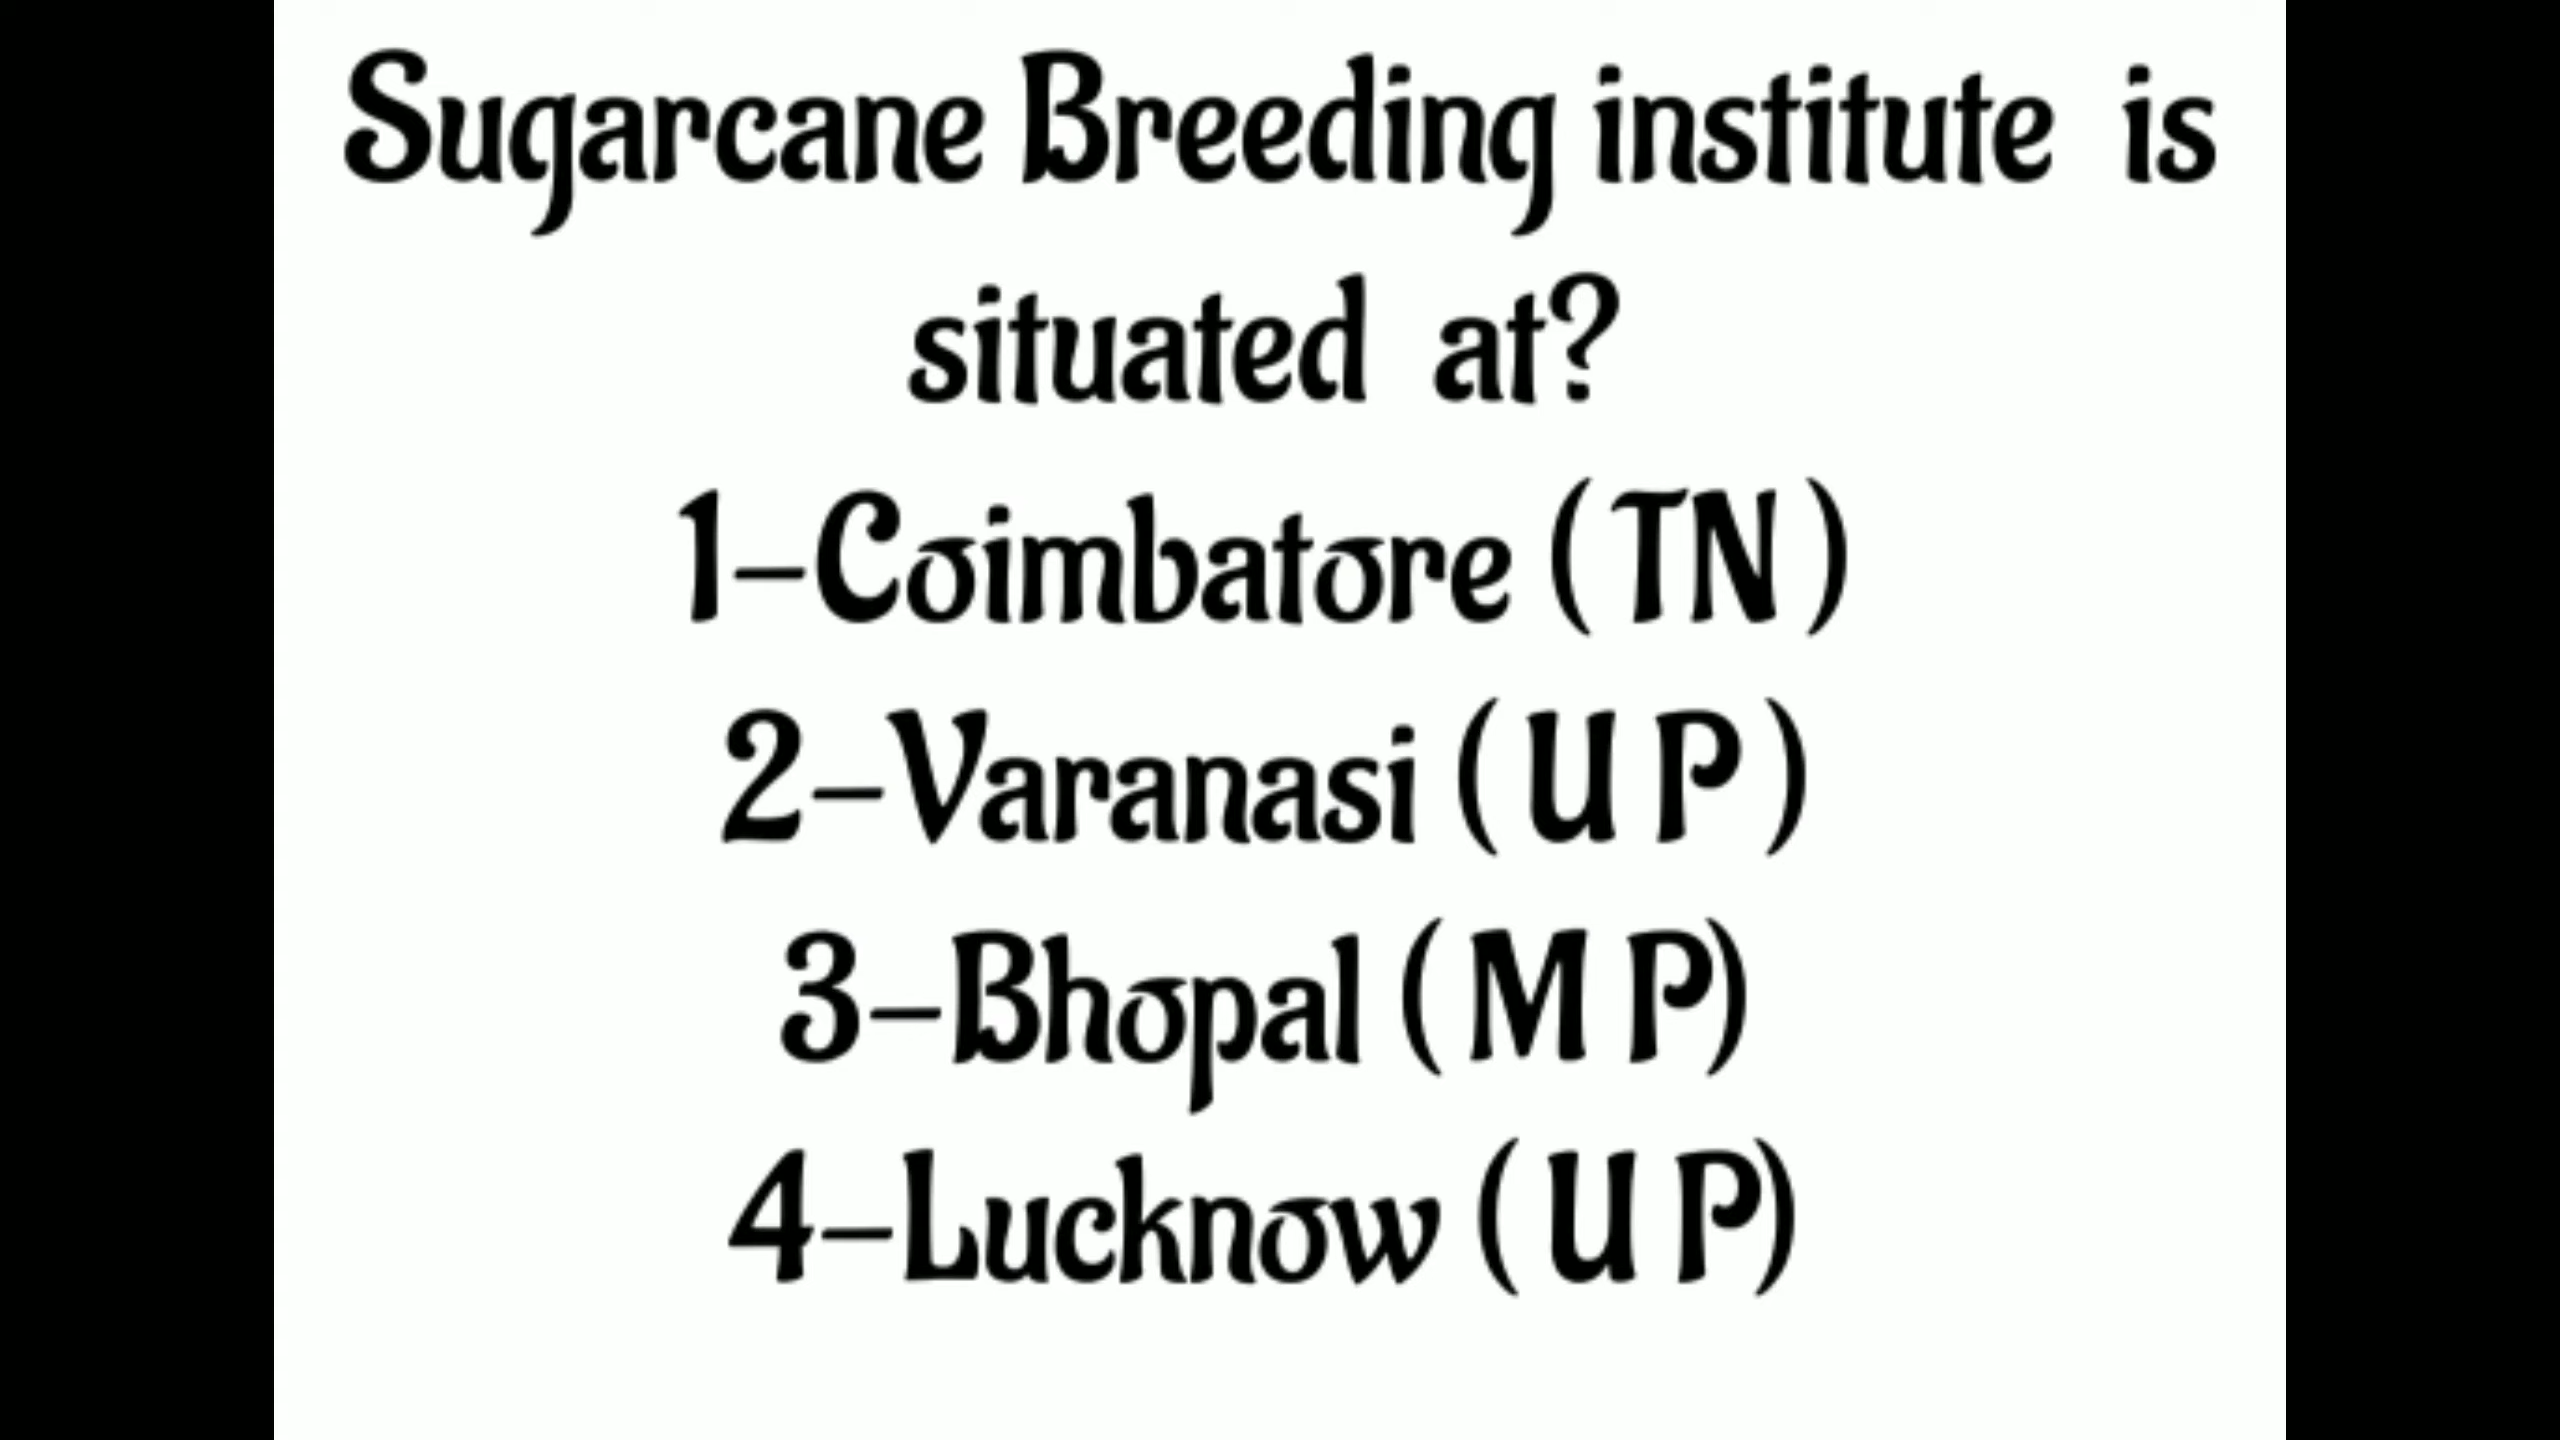 Sugarcane Breeding institute is
situated at?
1-Coimbatore (TN)
2-Varanasi (U P)
3-Bhopal (M P)
4-Lucknow (U P)